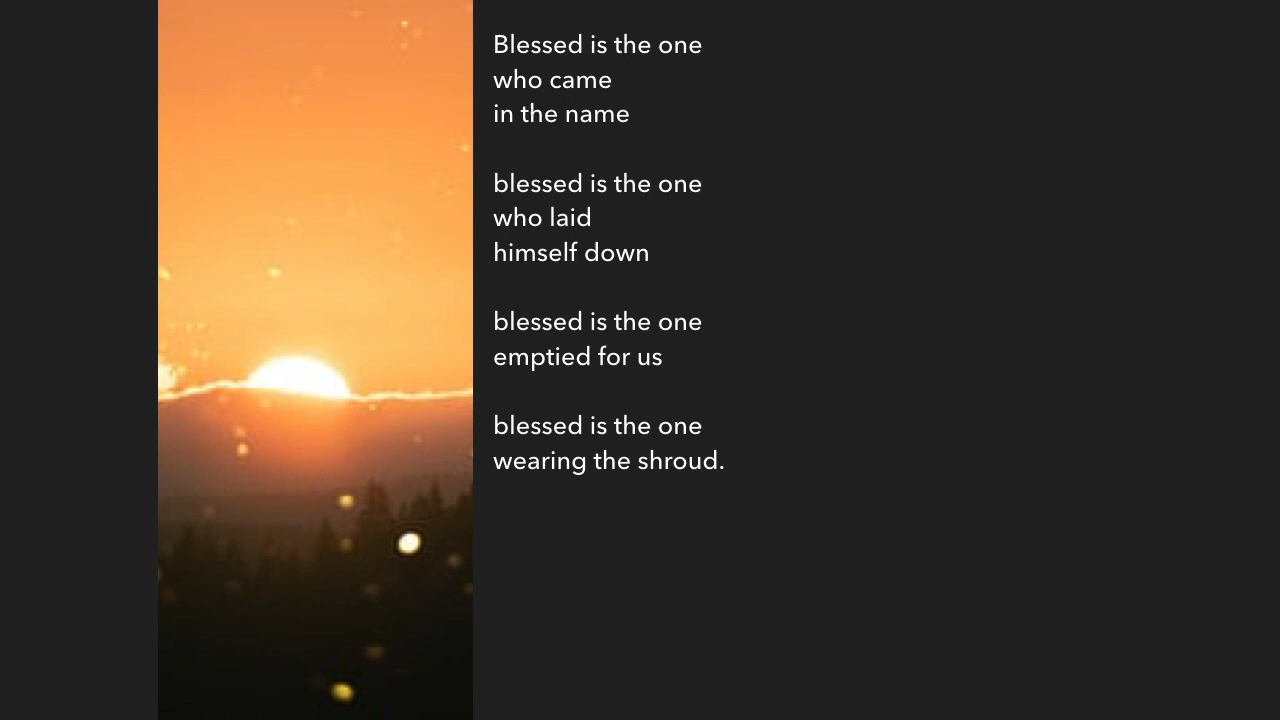 Blessed is the one
who came
in the name
blessed is the one
who laid
himself down
blessed is the one
emptied for us
blessed is the one
wearing the shroud.